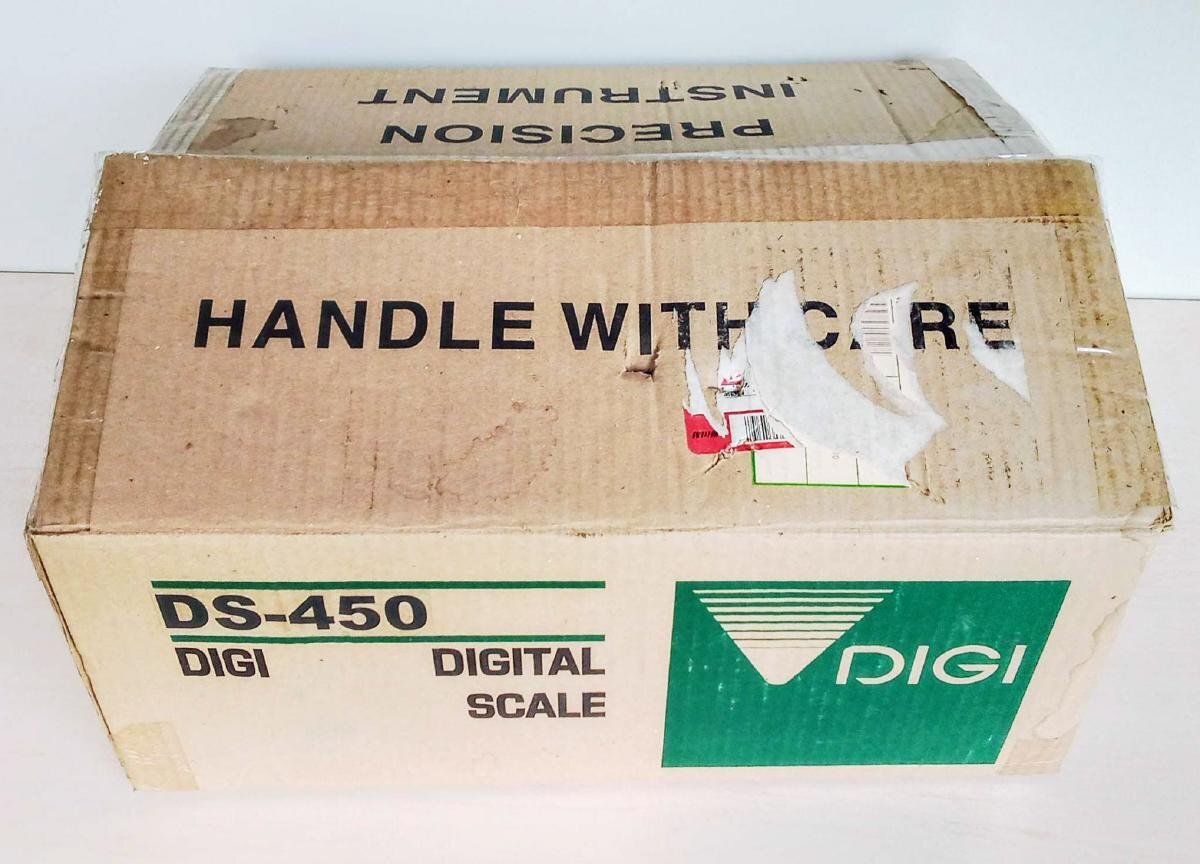 PRECISION
INSTRUMENT
HANDLE WITH CARE
DS-450
DIGI DIGITAL
SCALE
DIGI